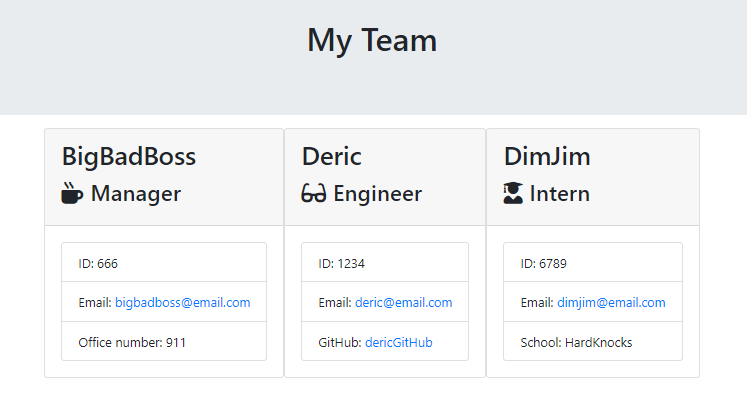 My Team
BigBadBoss
Manager
ID: 666
Email: bigbadboss@email.com
Office number: 911
Deric
Engineer
ID: 1234
Email: deric@email.com
GitHub: dericGitHub
DimJim
Intern
ID: 6789
Email: dimjim@email.com
School: HardKnocks